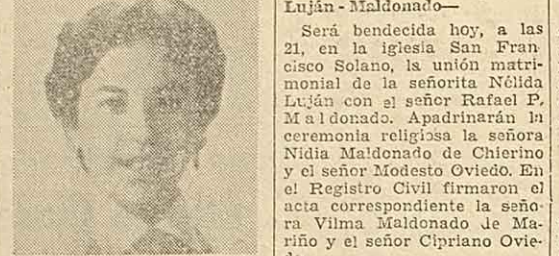 Luján - Maldonado—
Será bendecida hoy, a las
21, en la iglesia San Fran-
cisco Solano, la unión matri-
monial de la señorita Nélida
Luján con el señor Rafael P.
Maldonado. Apadrinarán la
ceremonia religiosa la señora
Nidia Maldonado de Chierino
y el señor Modesto Oviedo. En
el Registro Civil firmaron el
acta correspondiente la seño-
ra Vilma Maldonado de Ma-
riño y el señor Cipriano Ovie-